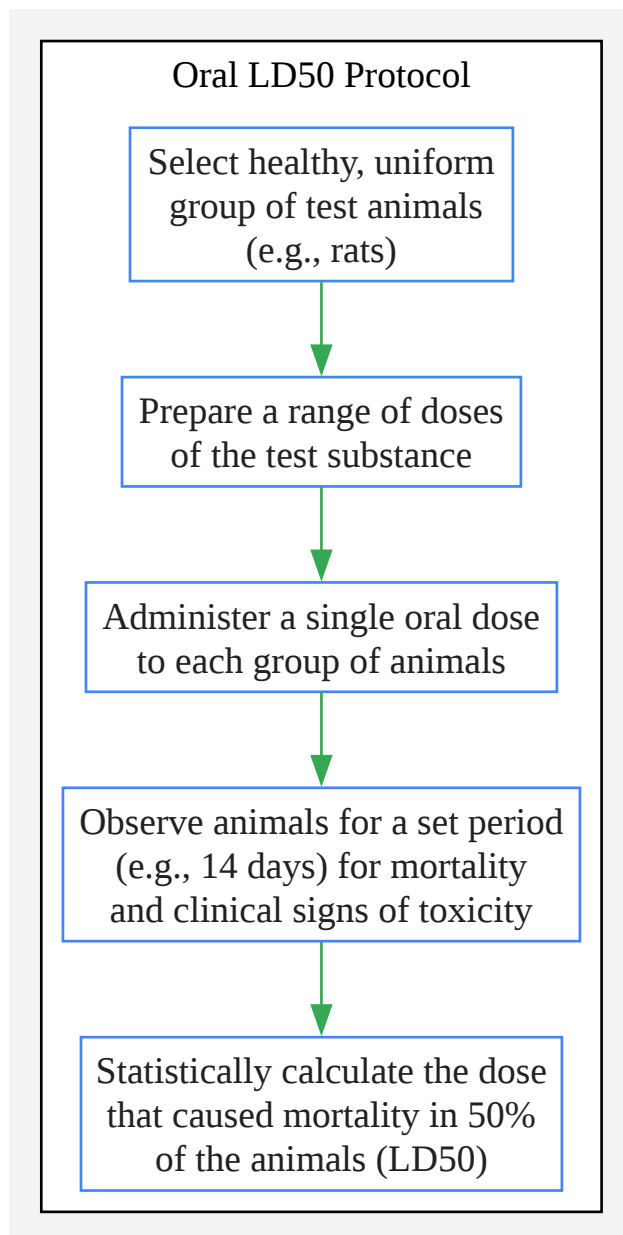 Oral LD50 Protocol
Select healthy, uniform
group of test animals
(e.g., rats)
Prepare a range of doses
of the test substance
Administer a single oral dose
to each group of animals
Observe animals for a set period
(e.g., 14 days) for mortality
and clinical signs of toxicity
Statistically calculate the dose
that caused mortality in 50%
of the animals (LD50)